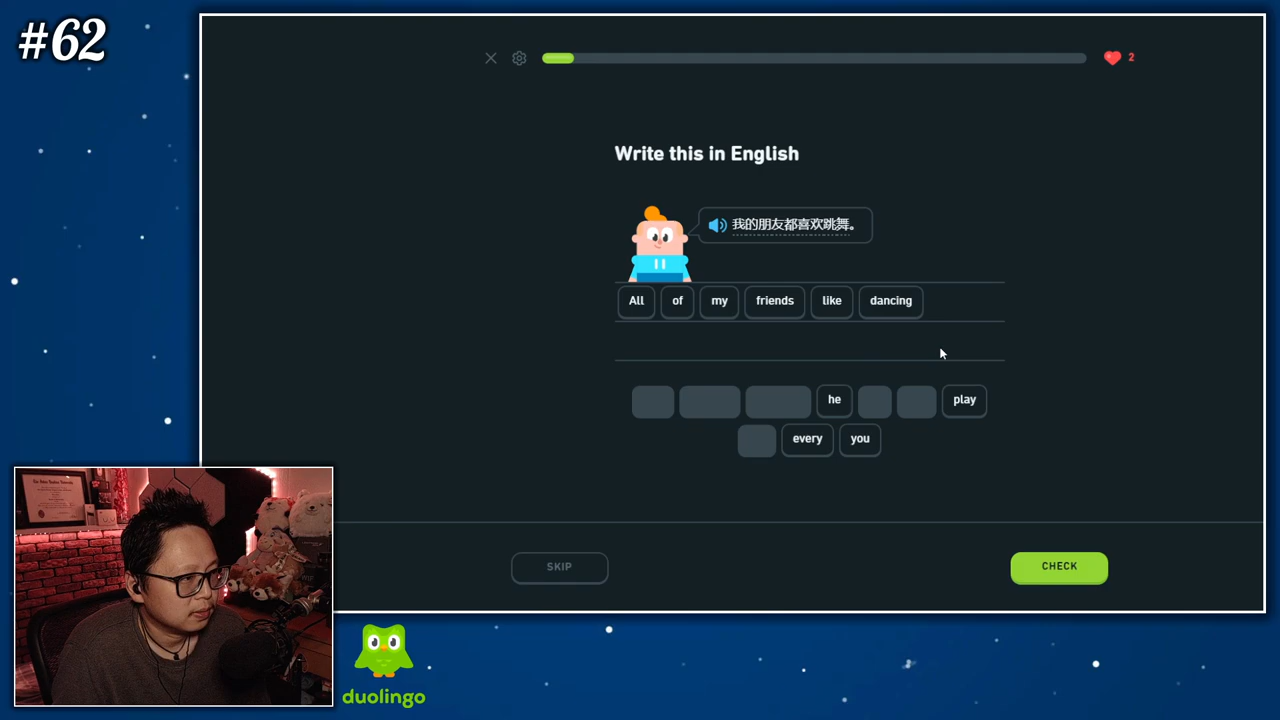 #62
2
Write this in English
我的朋友都喜欢跳舞。
All of my friends like dancing
he play
every you
SKIP
CHECK
duolingo